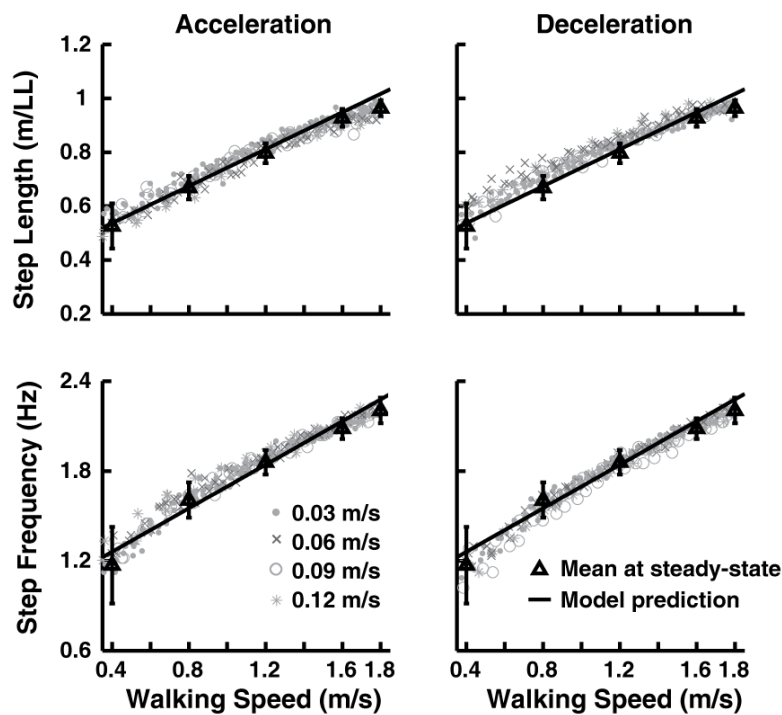 Acceleration
Deceleration
Step Length (m/LL)
1.2
1
0.8
0.6
0.4
0.2
Step Frequency (Hz)
2.4
1.8
1.2
0.6
0.03 m/s
0.06 m/s
0.09 m/s
0.12 m/s
Mean at steady-state
Model prediction
0.4 0.8 1.2 1.6 1.8
0.4 0.8 1.2 1.6 1.8
Walking Speed (m/s)
Walking Speed (m/s)